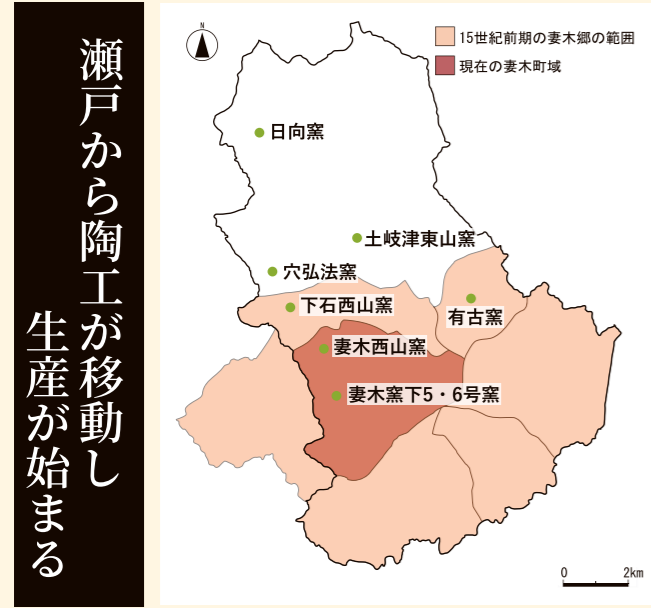 瀬戸から陶工が移動し
生産が始まる
N
15世紀前期の妻木郷の範囲
現在の妻木町域
日向窯
土岐津東山窯
穴弘法窯
下石西山窯
有古窯
妻木西山窯
妻木窯下5・6号窯
0 2km